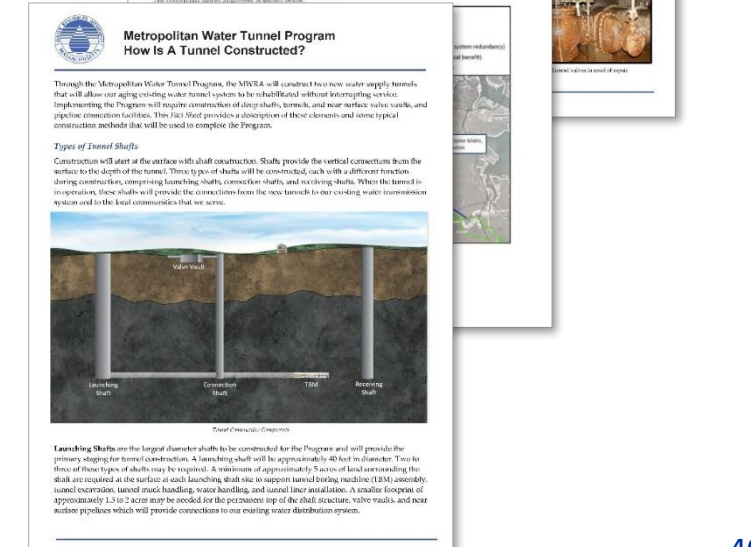 Metropolitan Water Tunnel Program
How Is A Tunnel Constructed?
Through the Metropolitan Water Tunnel Program, the MWRA will construct two new water supply tunnels
that will allow our aging existing water tunnel system to be rehabilitated without interrupting service.
Implementing the Program will require construction of deep shafts, tunnels, and near surface valve vaults, and
pipeline connection facilities. This Fact Sheet provides a description of these elements and some typical
construction methods that will be used to complete the Program.
Types of Tunnel Shafts
Construction will start at the surface with shaft construction. Shafts provide the vertical connections from the
surface to the depth of the tunnel. Three types of shafts will be constructed, each with a different function
during construction, comprising launching shafts, connection shafts, and receiving shafts. When the tunnel is
in operation, these shafts will provide the connections from the new tunnels to our existing water transmission
system and to the local communities that we serve.
Valve Vault
Launching
Shaft
Connection
Shaft
TBM
Receiving
Shaft
Tunnel Construction Components
Launching Shafts are the largest diameter shafts to be constructed for the Program and will provide the
primary staging for tunnel construction. A launching shaft will be approximately 40 feet in diameter. Two to
three of these types of shafts may be required. A minimum of approximately 5 acres of land surrounding the
shaft are required at the surface at each launching shaft site to support tunnel boring machine (TBM) assembly,
tunnel excavation, tunnel muck handling, water handling, and tunnel liner installation. A smaller footprint of
approximately 1.5 to 2 acres may be needed for the permanent top of the shaft structure, valve vaults, and near
surface pipelines which will provide connections to our existing water distribution system.
system redundancy)
cal benefit)
Tunnel valves in need of repair